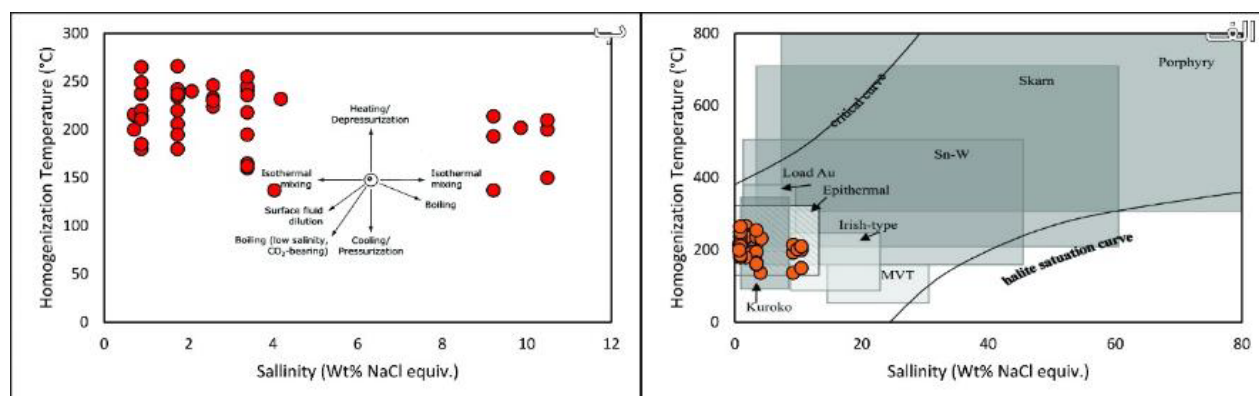 ب
Homogenization Temperature (°C)
300
250
200
150
100
50
0
Heating/
Depressurization
Isothermal
mixing
Isothermal
mixing
Boiling
Surface fluid
dilution
Boiling (low salinity,
CO₂-bearing)
Cooling/
Pressurization
0 2 4 6 8 10 12
Sallinity (Wt% NaCl equiv.)
الف
Homogenization Temperature (°C)
800
600
400
200
0
Porphyry
Skarn
critical curve
Sn-W
Load Au
Epithermal
Irish-type
MVT
Kuroko
halite satuation curve
0 20 40 60 80
Sallinity (Wt% NaCl equiv.)